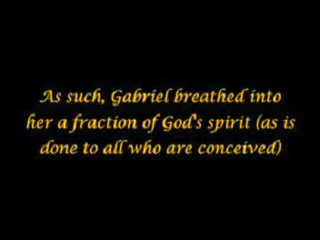 As such, Gabriel breathed into
her a fraction of God's spirit (as is
done to all who are conceived)